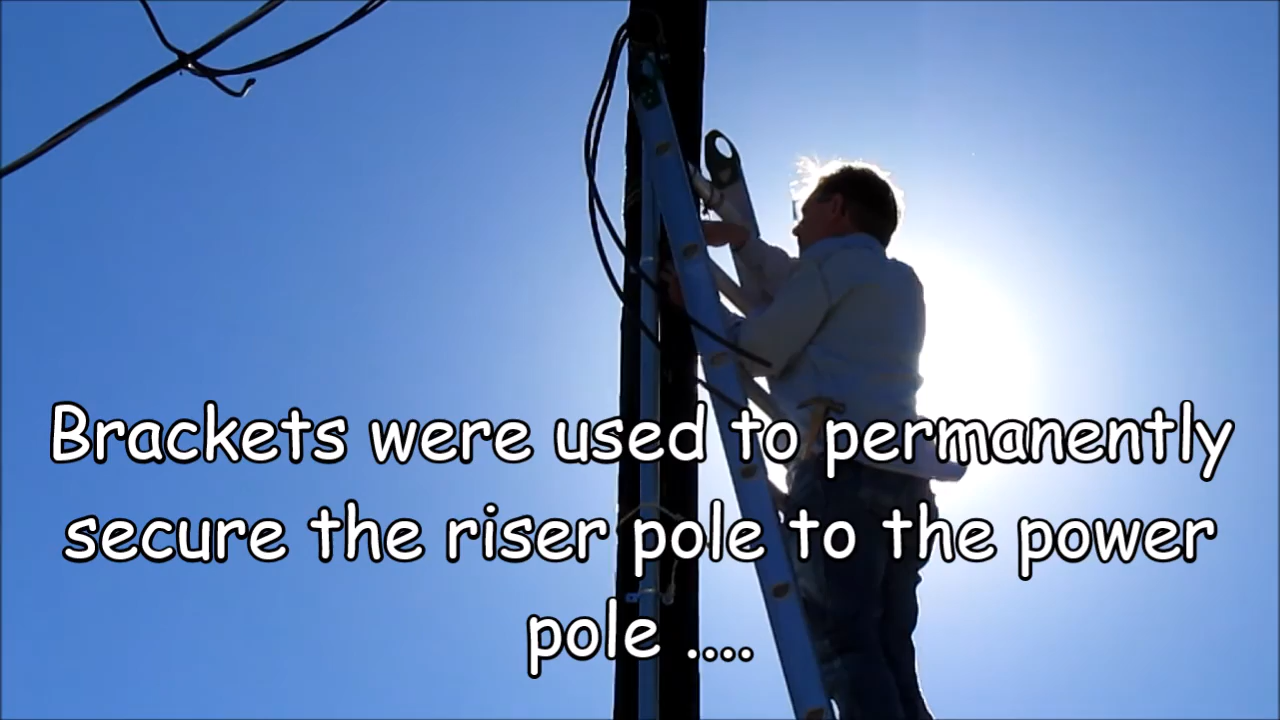 Brackets were used to permanently
secure the riser pole to the power
pole ....